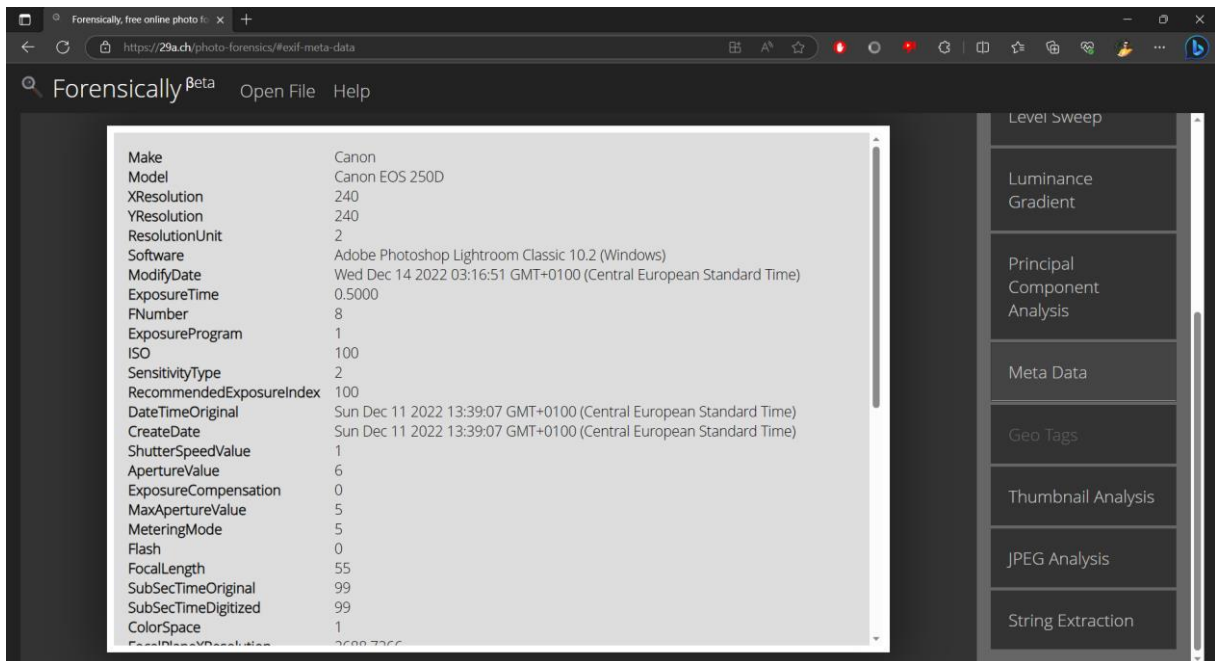 Forensically, free online photo fo
https://29a.ch/photo-forensics/#exif-meta-data
Forensically βeta Open File Help
Make Canon
Model Canon EOS 250D
XResolution 240
YResolution 240
ResolutionUnit 2
Software Adobe Photoshop Lightroom Classic 10.2 (Windows)
ModifyDate Wed Dec 14 2022 03:16:51 GMT+0100 (Central European Standard Time)
ExposureTime 0.5000
FNumber 8
ExposureProgram 1
ISO 100
SensitivityType 2
RecommendedExposureIndex 100
DateTimeOriginal Sun Dec 11 2022 13:39:07 GMT+0100 (Central European Standard Time)
CreateDate Sun Dec 11 2022 13:39:07 GMT+0100 (Central European Standard Time)
ShutterSpeedValue 1
ApertureValue 6
ExposureCompensation 0
MaxApertureValue 5
MeteringMode 5
Flash 0
FocalLength 55
SubSecTimeOriginal 99
SubSecTimeDigitized 99
ColorSpace 1
Level Sweep
Luminance
Gradient
Principal
Component
Analysis
Meta Data
Geo Tags
Thumbnail Analysis
JPEG Analysis
String Extraction